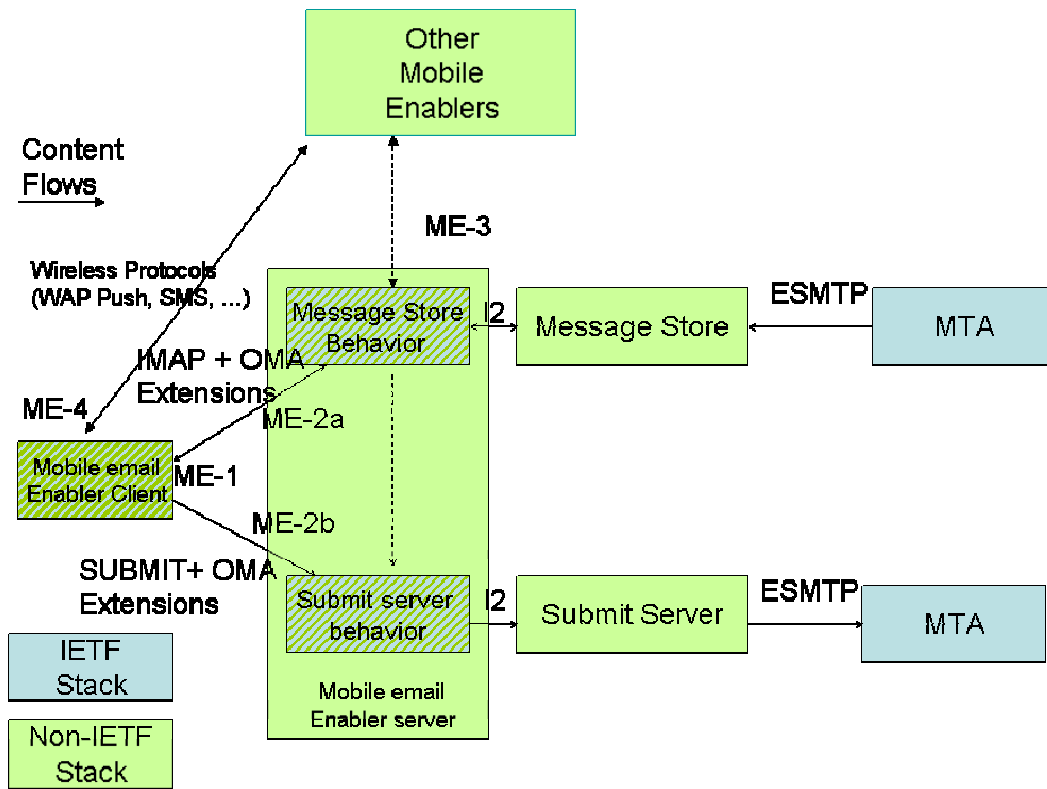 Other
Mobile
Enablers
Content
Flows
ME-3
Wireless Protocols
(WAP Push, SMS, ...)
Message Store
Behavior
I2
Message Store
ESMTP
MTA
IMAP + OMA
Extensions
ME-4
ME-2a
Mobile email
Enabler Client
ME-1
ME-2b
SUBMIT+ OMA
Extensions
Submit server
behavior
I2
Submit Server
ESMTP
MTA
IETF
Stack
Mobile email
Enabler server
Non-IETF
Stack